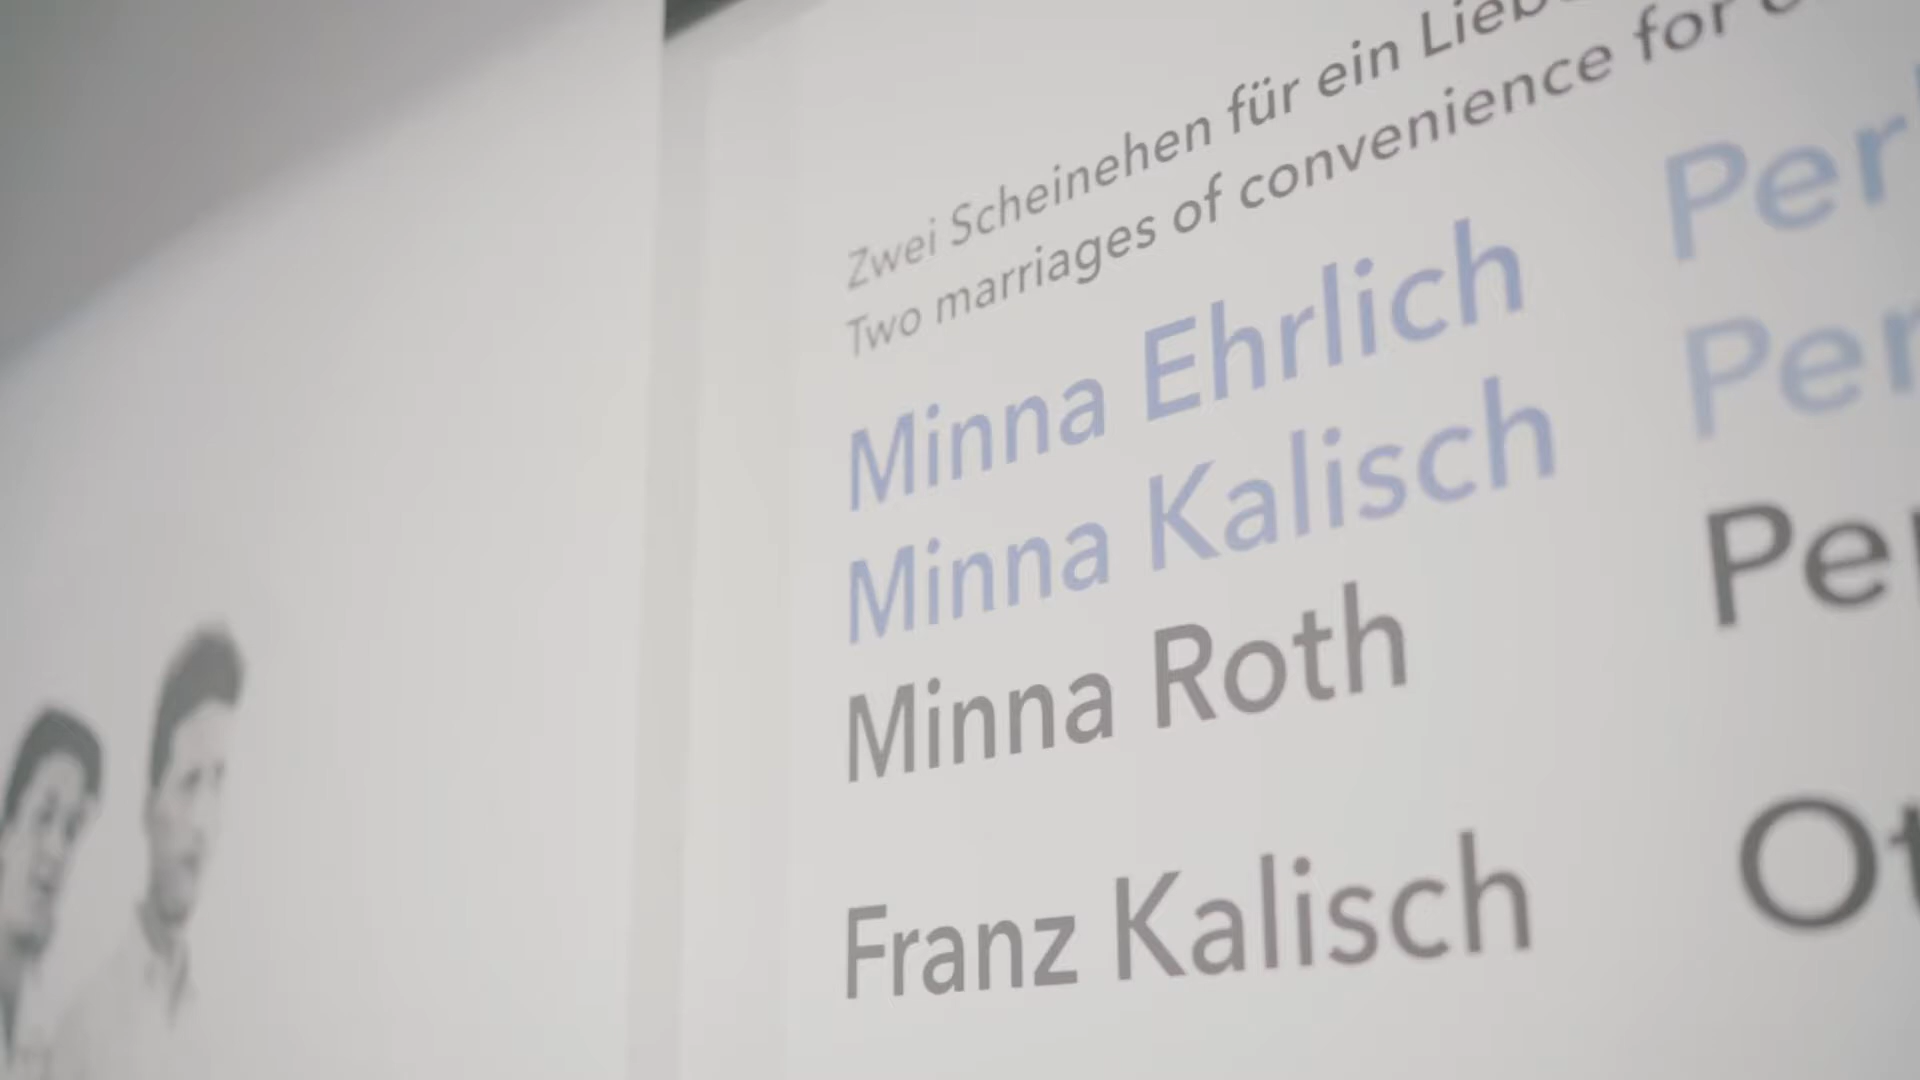 Zwei Scheinehen für ein
Two marriages of convenience for
Minna Ehrlich
Minna Kalisch
Minna Roth
Franz Kalisch